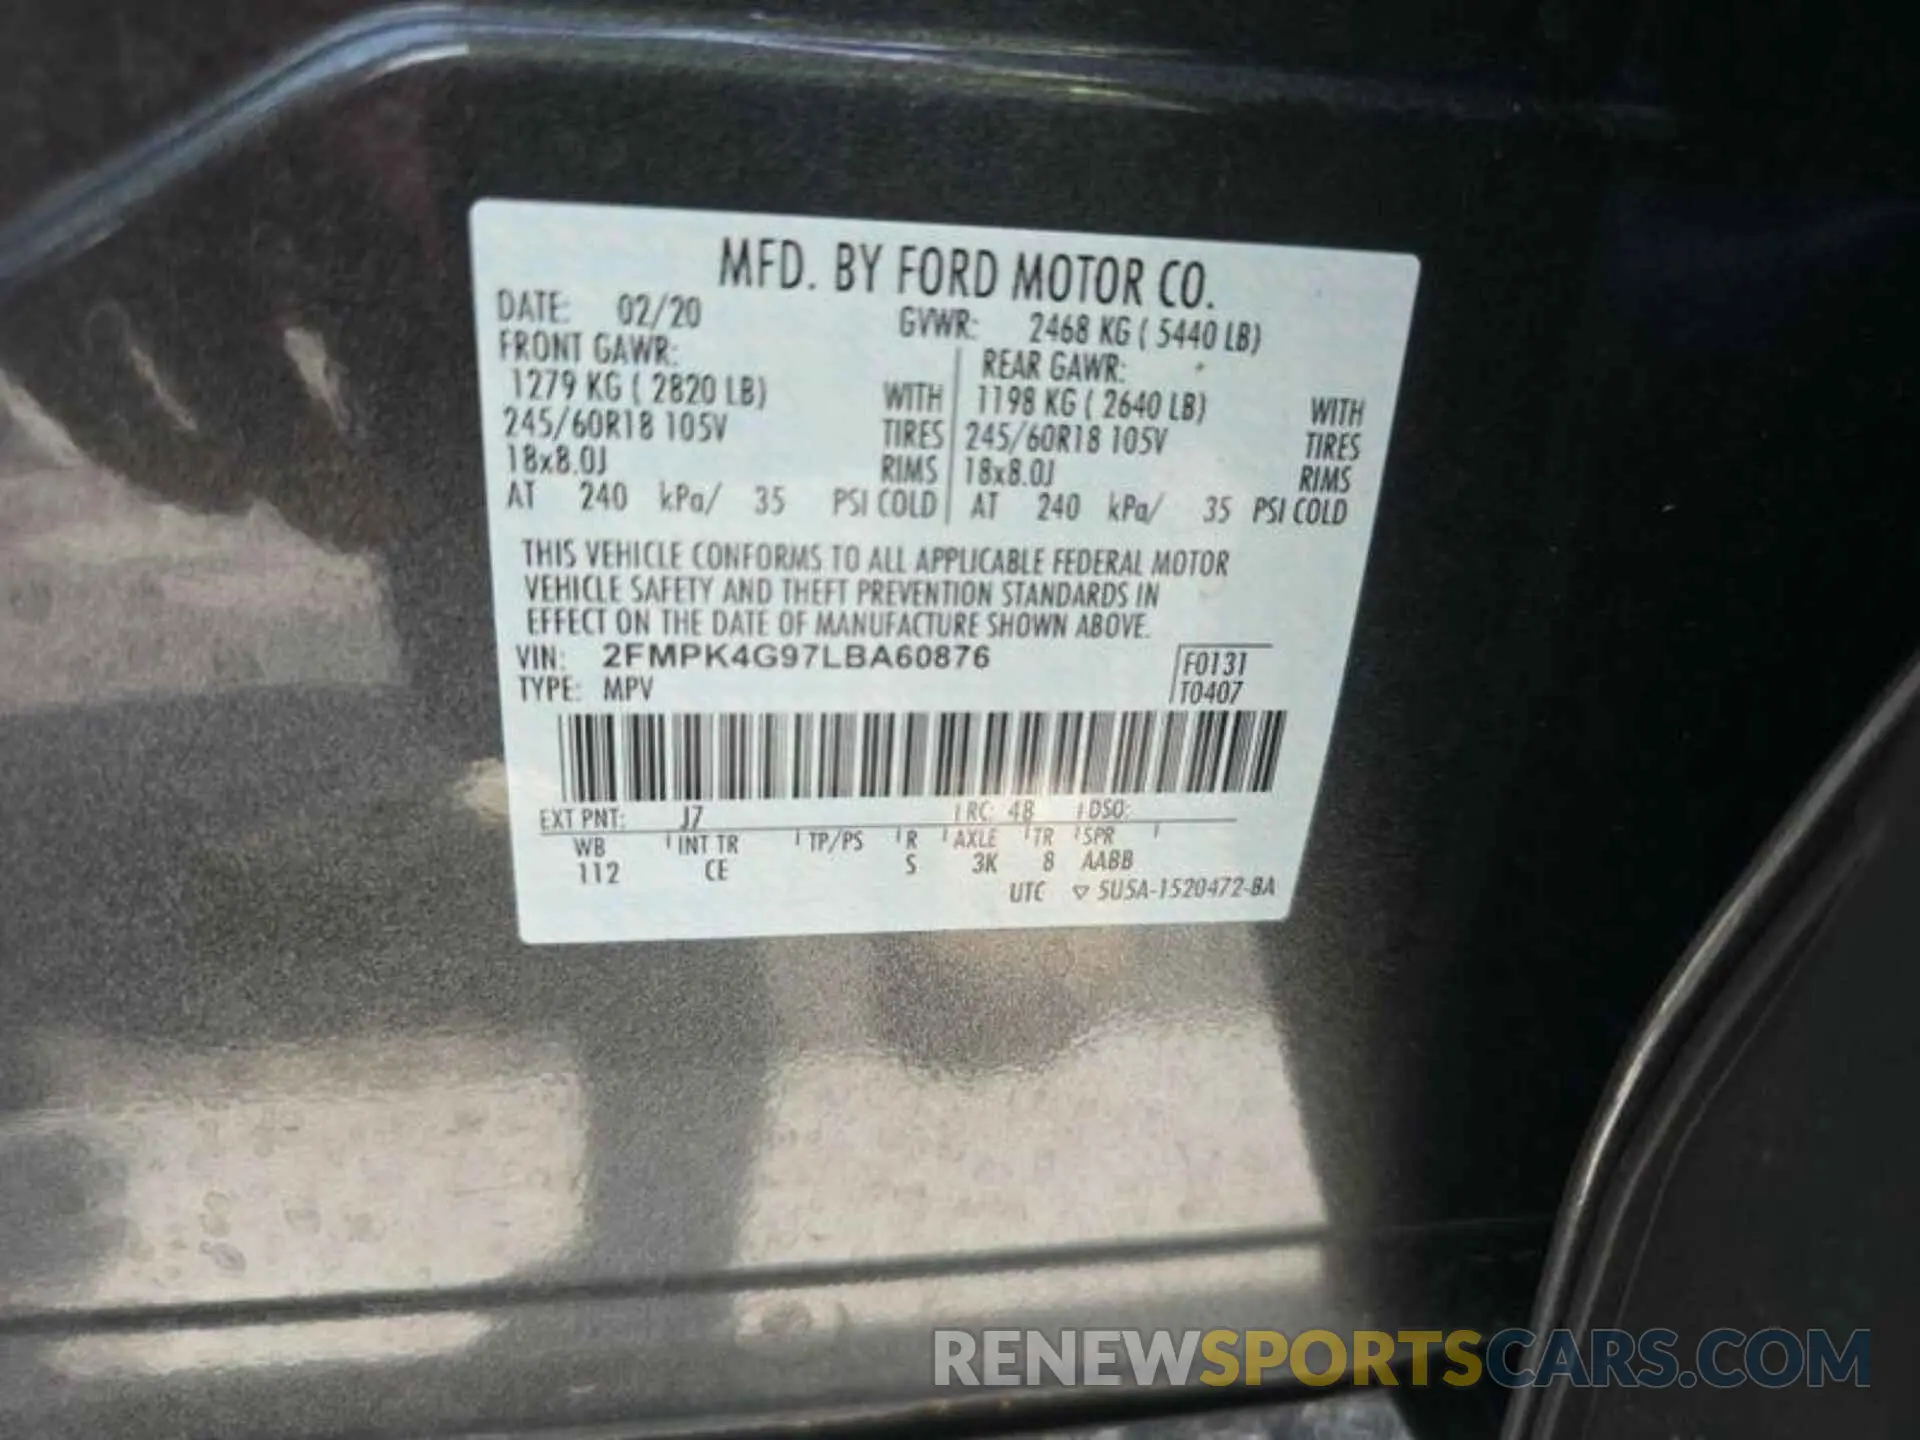 MFD. BY FORD MOTOR CO.
DATE: 02/20 GVWR: 2468 KG ( 5440 LB)
FRONT GAWR: REAR GAWR:
1279 KG ( 2820 LB) WITH 1198 KG ( 2640 LB) WITH
245/60R18 105V TIRES 245/60R18 105V TIRES
18x8.0J RIMS 18x8.0J RIMS
AT 240 kPa/ 35 PSI COLD AT 240 kPa/ 35 PSI COLD
THIS VEHICLE CONFORMS TO ALL APPLICABLE FEDERAL MOTOR
VEHICLE SAFETY AND THEFT PREVENTION STANDARDS IN
EFFECT ON THE DATE OF MANUFACTURE SHOWN ABOVE.
VIN: 2FMPK4G97LBA60876 F0131
TYPE: MPV T0407
EXT PNT: J7 RC: 48 DSO:
WB INT TR TP/PS R AXLE TR SPR
112 CE S 3K 8 AABB
UTC ▽ 5U5A-1520472-BA
RENEWSPORTSCARS.COM